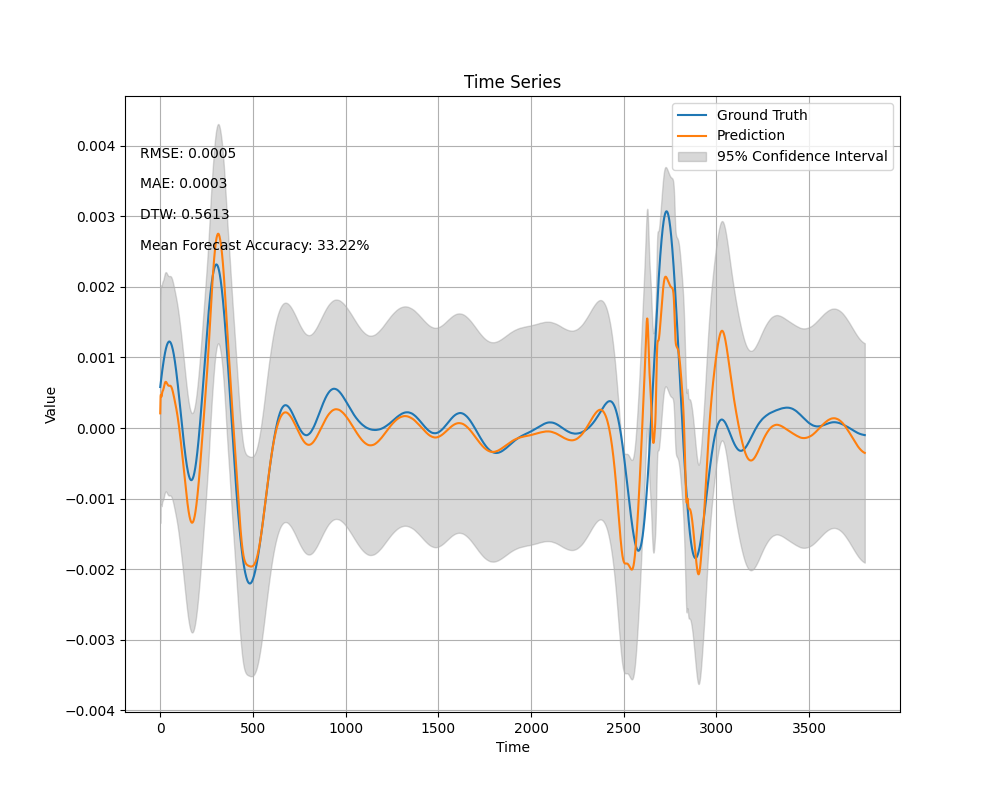 Time Series
Ground Truth
Prediction
95% Confidence Interval
RMSE: 0.0005
MAE: 0.0003
DTW: 0.5613
Mean Forecast Accuracy: 33.22%
0.004
0.003
0.002
0.001
0.000
−0.001
−0.002
−0.003
−0.004
Value
0 500 1000 1500 2000 2500 3000 3500
Time